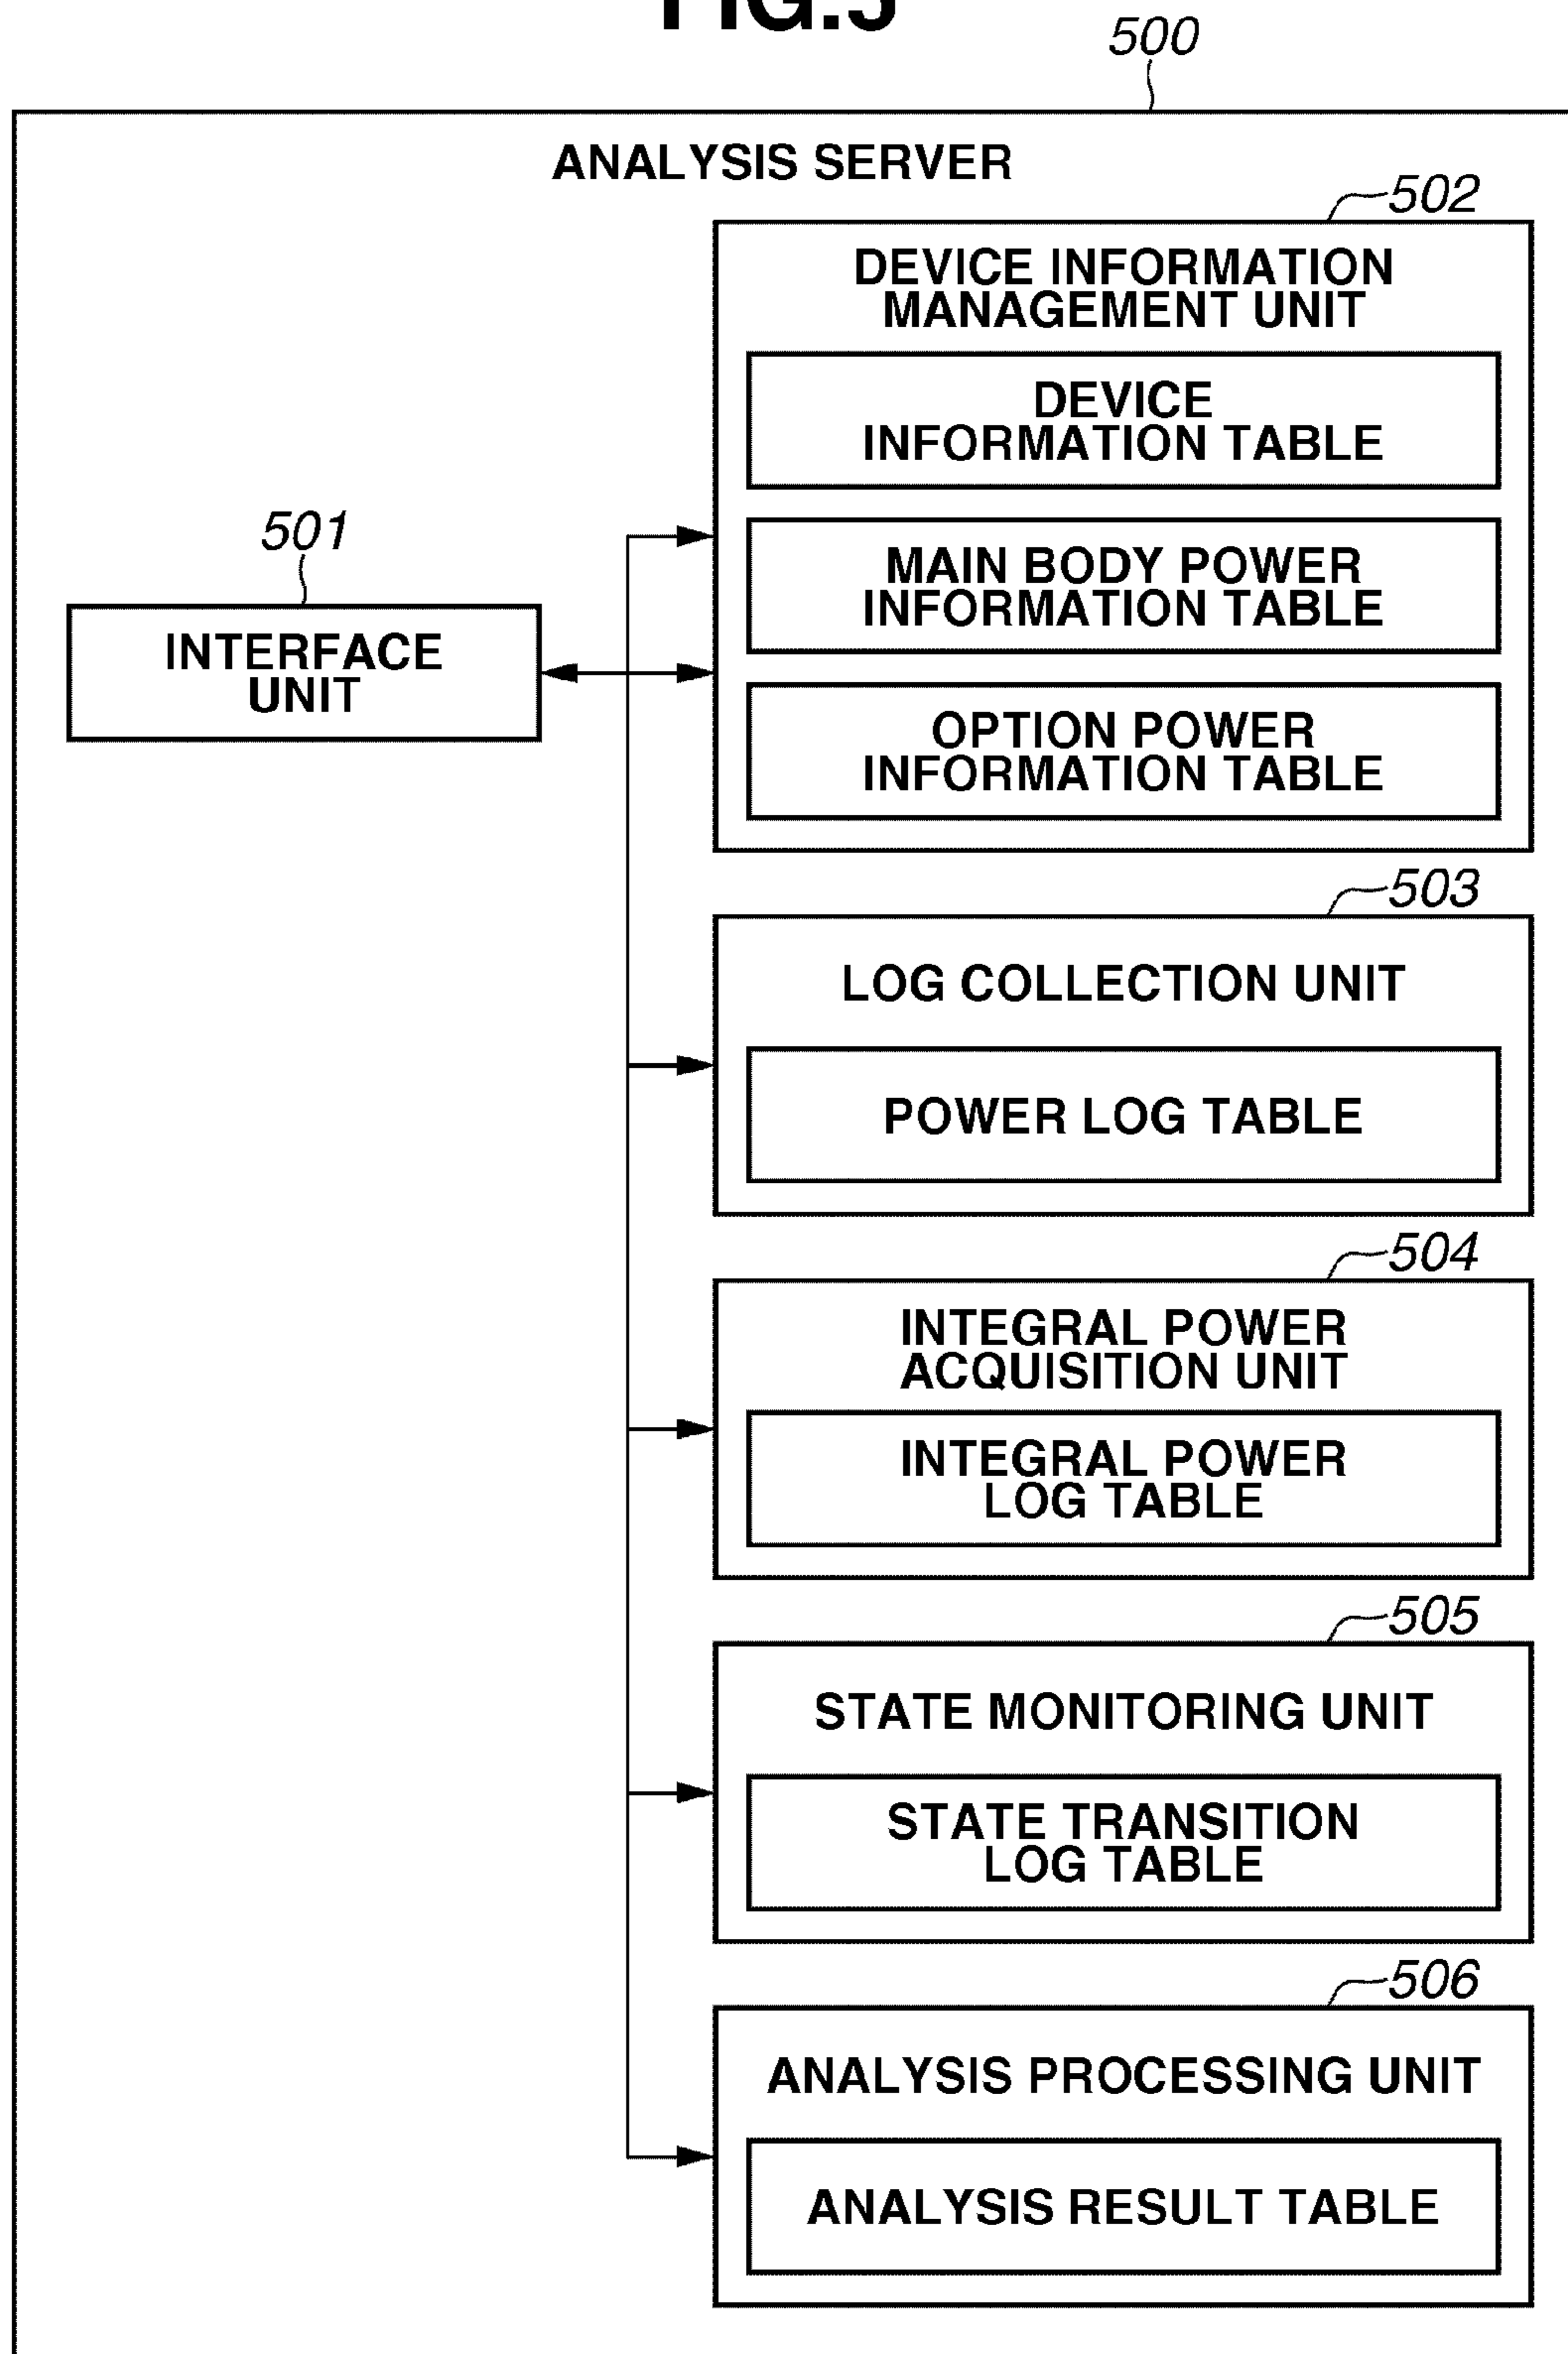 FIG.5
500
ANALYSIS SERVER
502
DEVICE INFORMATION
MANAGEMENT UNIT
DEVICE
INFORMATION TABLE
501
MAIN BODY POWER
INFORMATION TABLE
INTERFACE
UNIT
OPTION POWER
INFORMATION TABLE
503
LOG COLLECTION UNIT
POWER LOG TABLE
504
INTEGRAL POWER
ACQUISITION UNIT
INTEGRAL POWER
LOG TABLE
505
STATE MONITORING UNIT
STATE TRANSITION
LOG TABLE
506
ANALYSIS PROCESSING UNIT
ANALYSIS RESULT TABLE